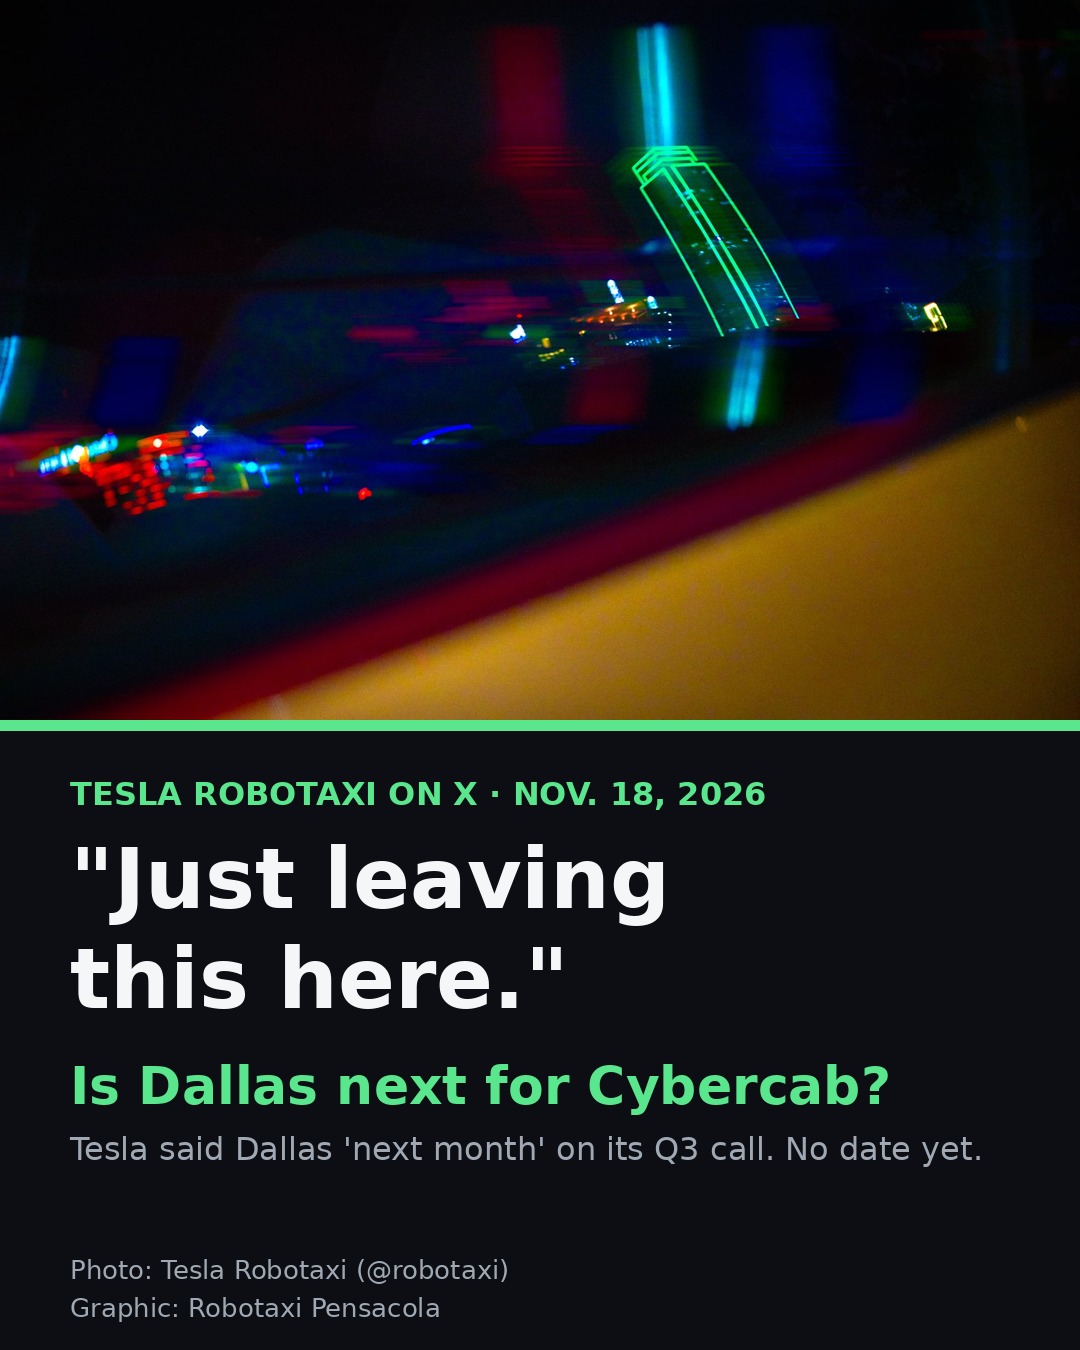 TESLA ROBOTAXI ON X · NOV. 18, 2026
"Just leaving
this here."
Is Dallas next for Cybercab?
Tesla said Dallas 'next month' on its Q3 call. No date yet.
Photo: Tesla Robotaxi (@robotaxi)
Graphic: Robotaxi Pensacola